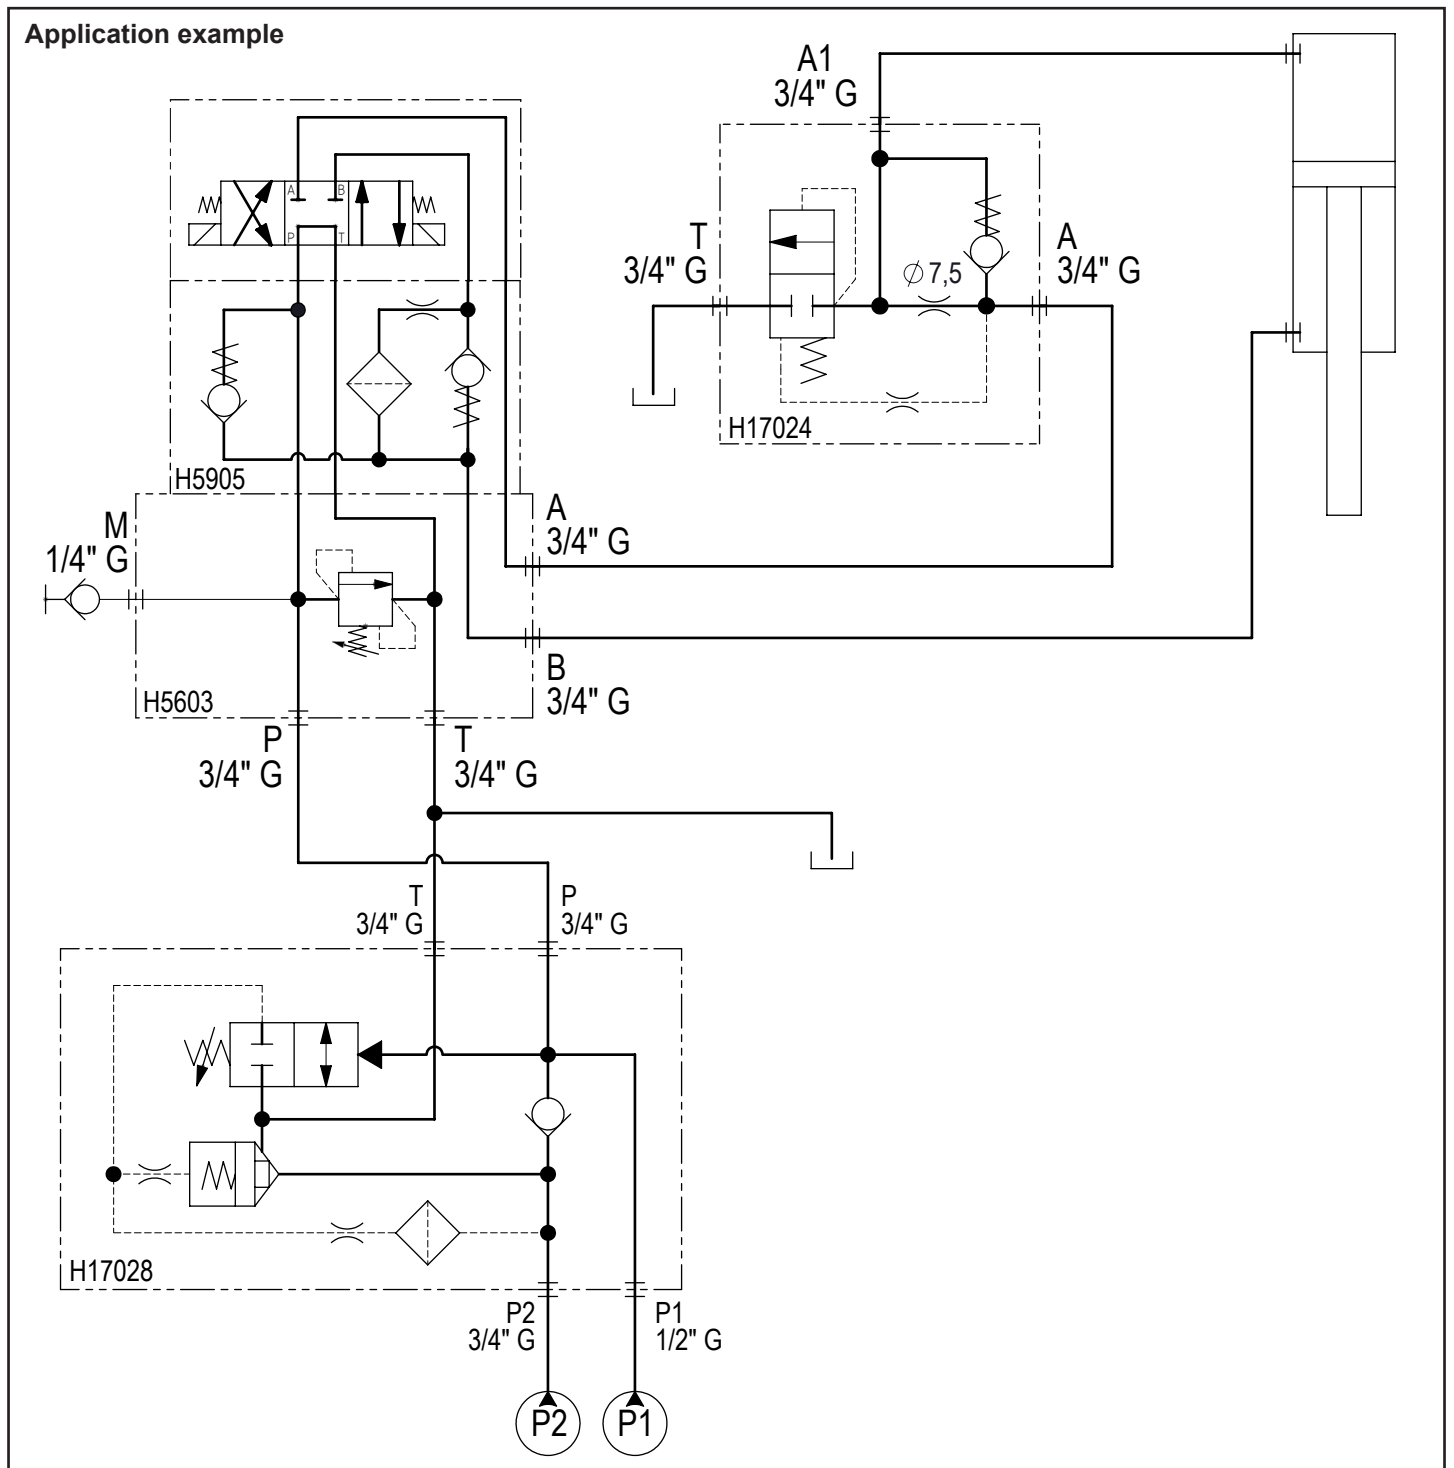 Application example
A1
3/4" G
A
B
P
T
T
3/4" G
Ø 7,5
A
3/4" G
H17024
H5905
M
1/4" G
A
3/4" G
H5603
B
3/4" G
P
3/4" G
T
3/4" G
T
3/4" G
P
3/4" G
H17028
P2
3/4" G
P1
1/2" G
P2
P1